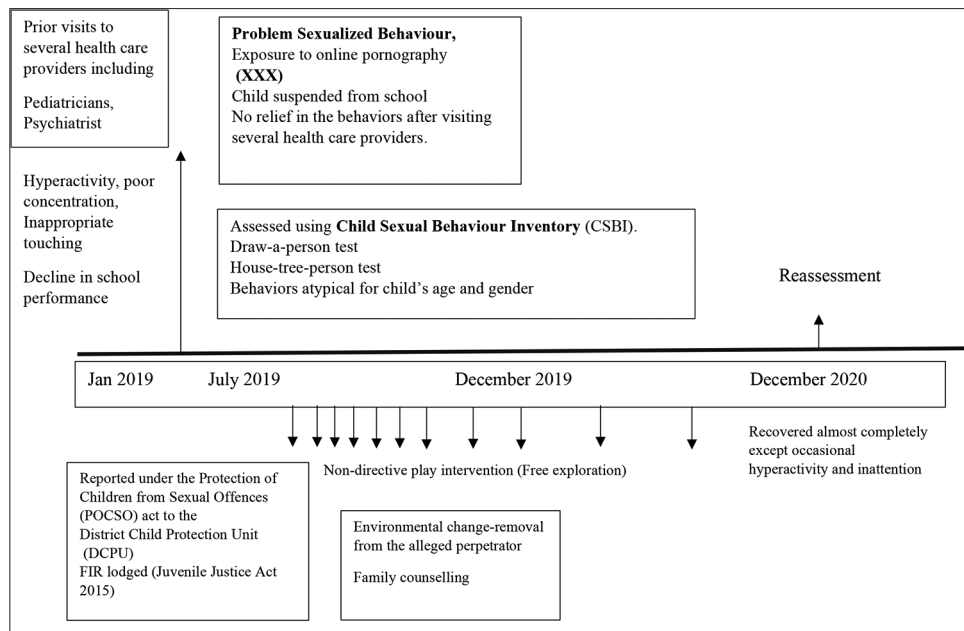 Prior visits to
several health care
providers including
Pediatricians,
Psychiatrist
Hyperactivity, poor
concentration,
Inappropriate
touching
Decline in school
performance
Problem Sexualized Behaviour,
Exposure to online pornography
(XXX)
Child suspended from school
No relief in the behaviors after visiting
several health care providers.
Assessed using Child Sexual Behaviour Inventory (CSBI).
Draw-a-person test
House-tree-person test
Behaviors atypical for child's age and gender
Reassessment
Jan 2019
July 2019
December 2019
December 2020
Reported under the Protection of
Children from Sexual Offences
(POCSO) act to the
District Child Protection Unit
(DCPU)
FIR lodged (Juvenile Justice Act
2015)
Non-directive play intervention (Free exploration)
Environmental change-removal
from the alleged perpetrator
Family counselling
Recovered almost completely
except occasional
hyperactivity and inattention